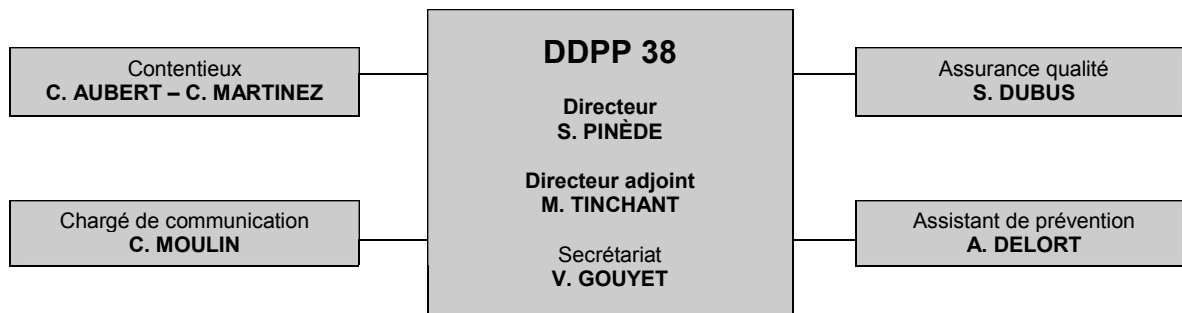 Contentieux
C. AUBERT – C. MARTINEZ
Chargé de communication
C. MOULIN
DDPP 38
Directeur
S. PINÈDE
Directeur adjoint
M. TINCHANT
Secrétariat
V. GOUYET
Assurance qualité
S. DUBUS
Assistant de prévention
A. DELORT